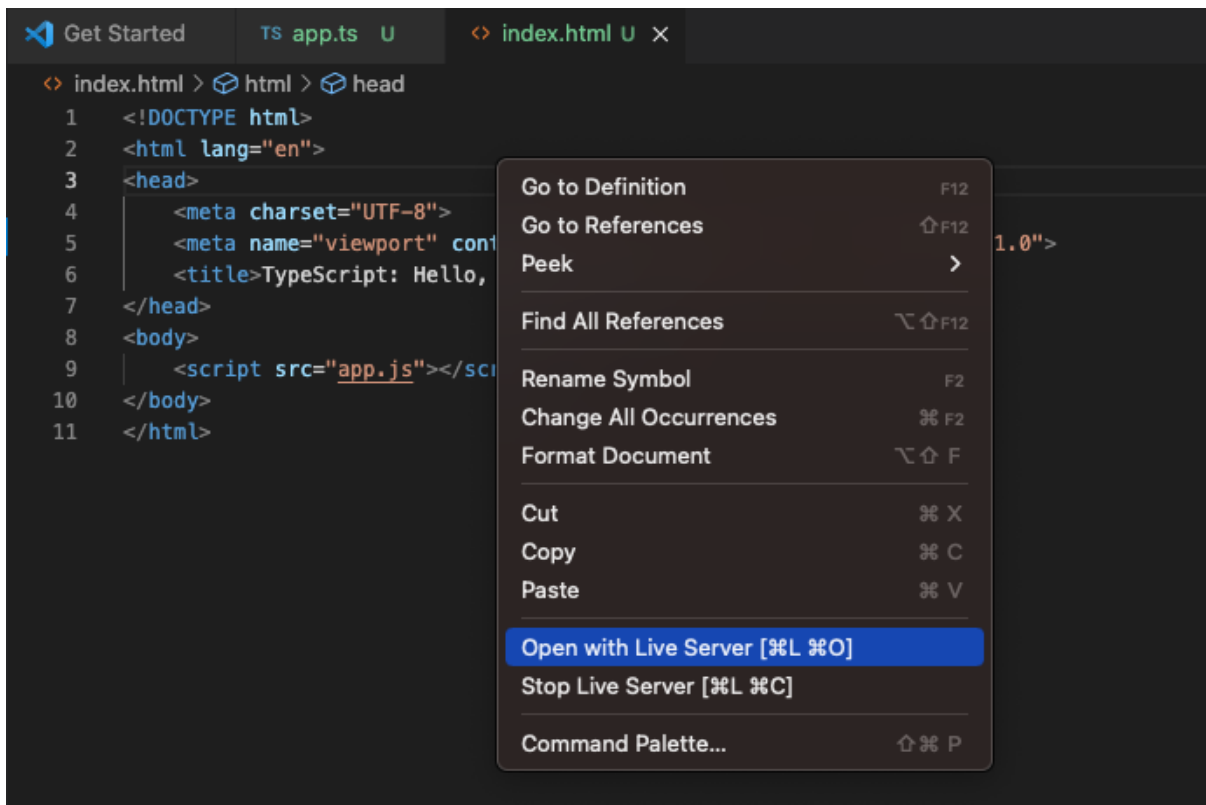 Get Started TS app.ts U <> index.html U ×
<> index.html > html > head
1 <!DOCTYPE html>
2 <html lang="en">
3 <head>
4 <meta charset="UTF-8">
5 <meta name="viewport" cont 1.0">
6 <title>TypeScript: Hello,
7 </head>
8 <body>
9 <script src="app.js"></scr
10 </body>
11 </html>
Go to Definition F12
Go to References ⇧F12
Peek >
Find All References ⌥⇧F12
Rename Symbol F2
Change All Occurrences ⌘F2
Format Document ⌥⇧ F
Cut ⌘ X
Copy ⌘ C
Paste ⌘ V
Open with Live Server [⌘L ⌘O]
Stop Live Server [⌘L ⌘C]
Command Palette... ⇧⌘ P